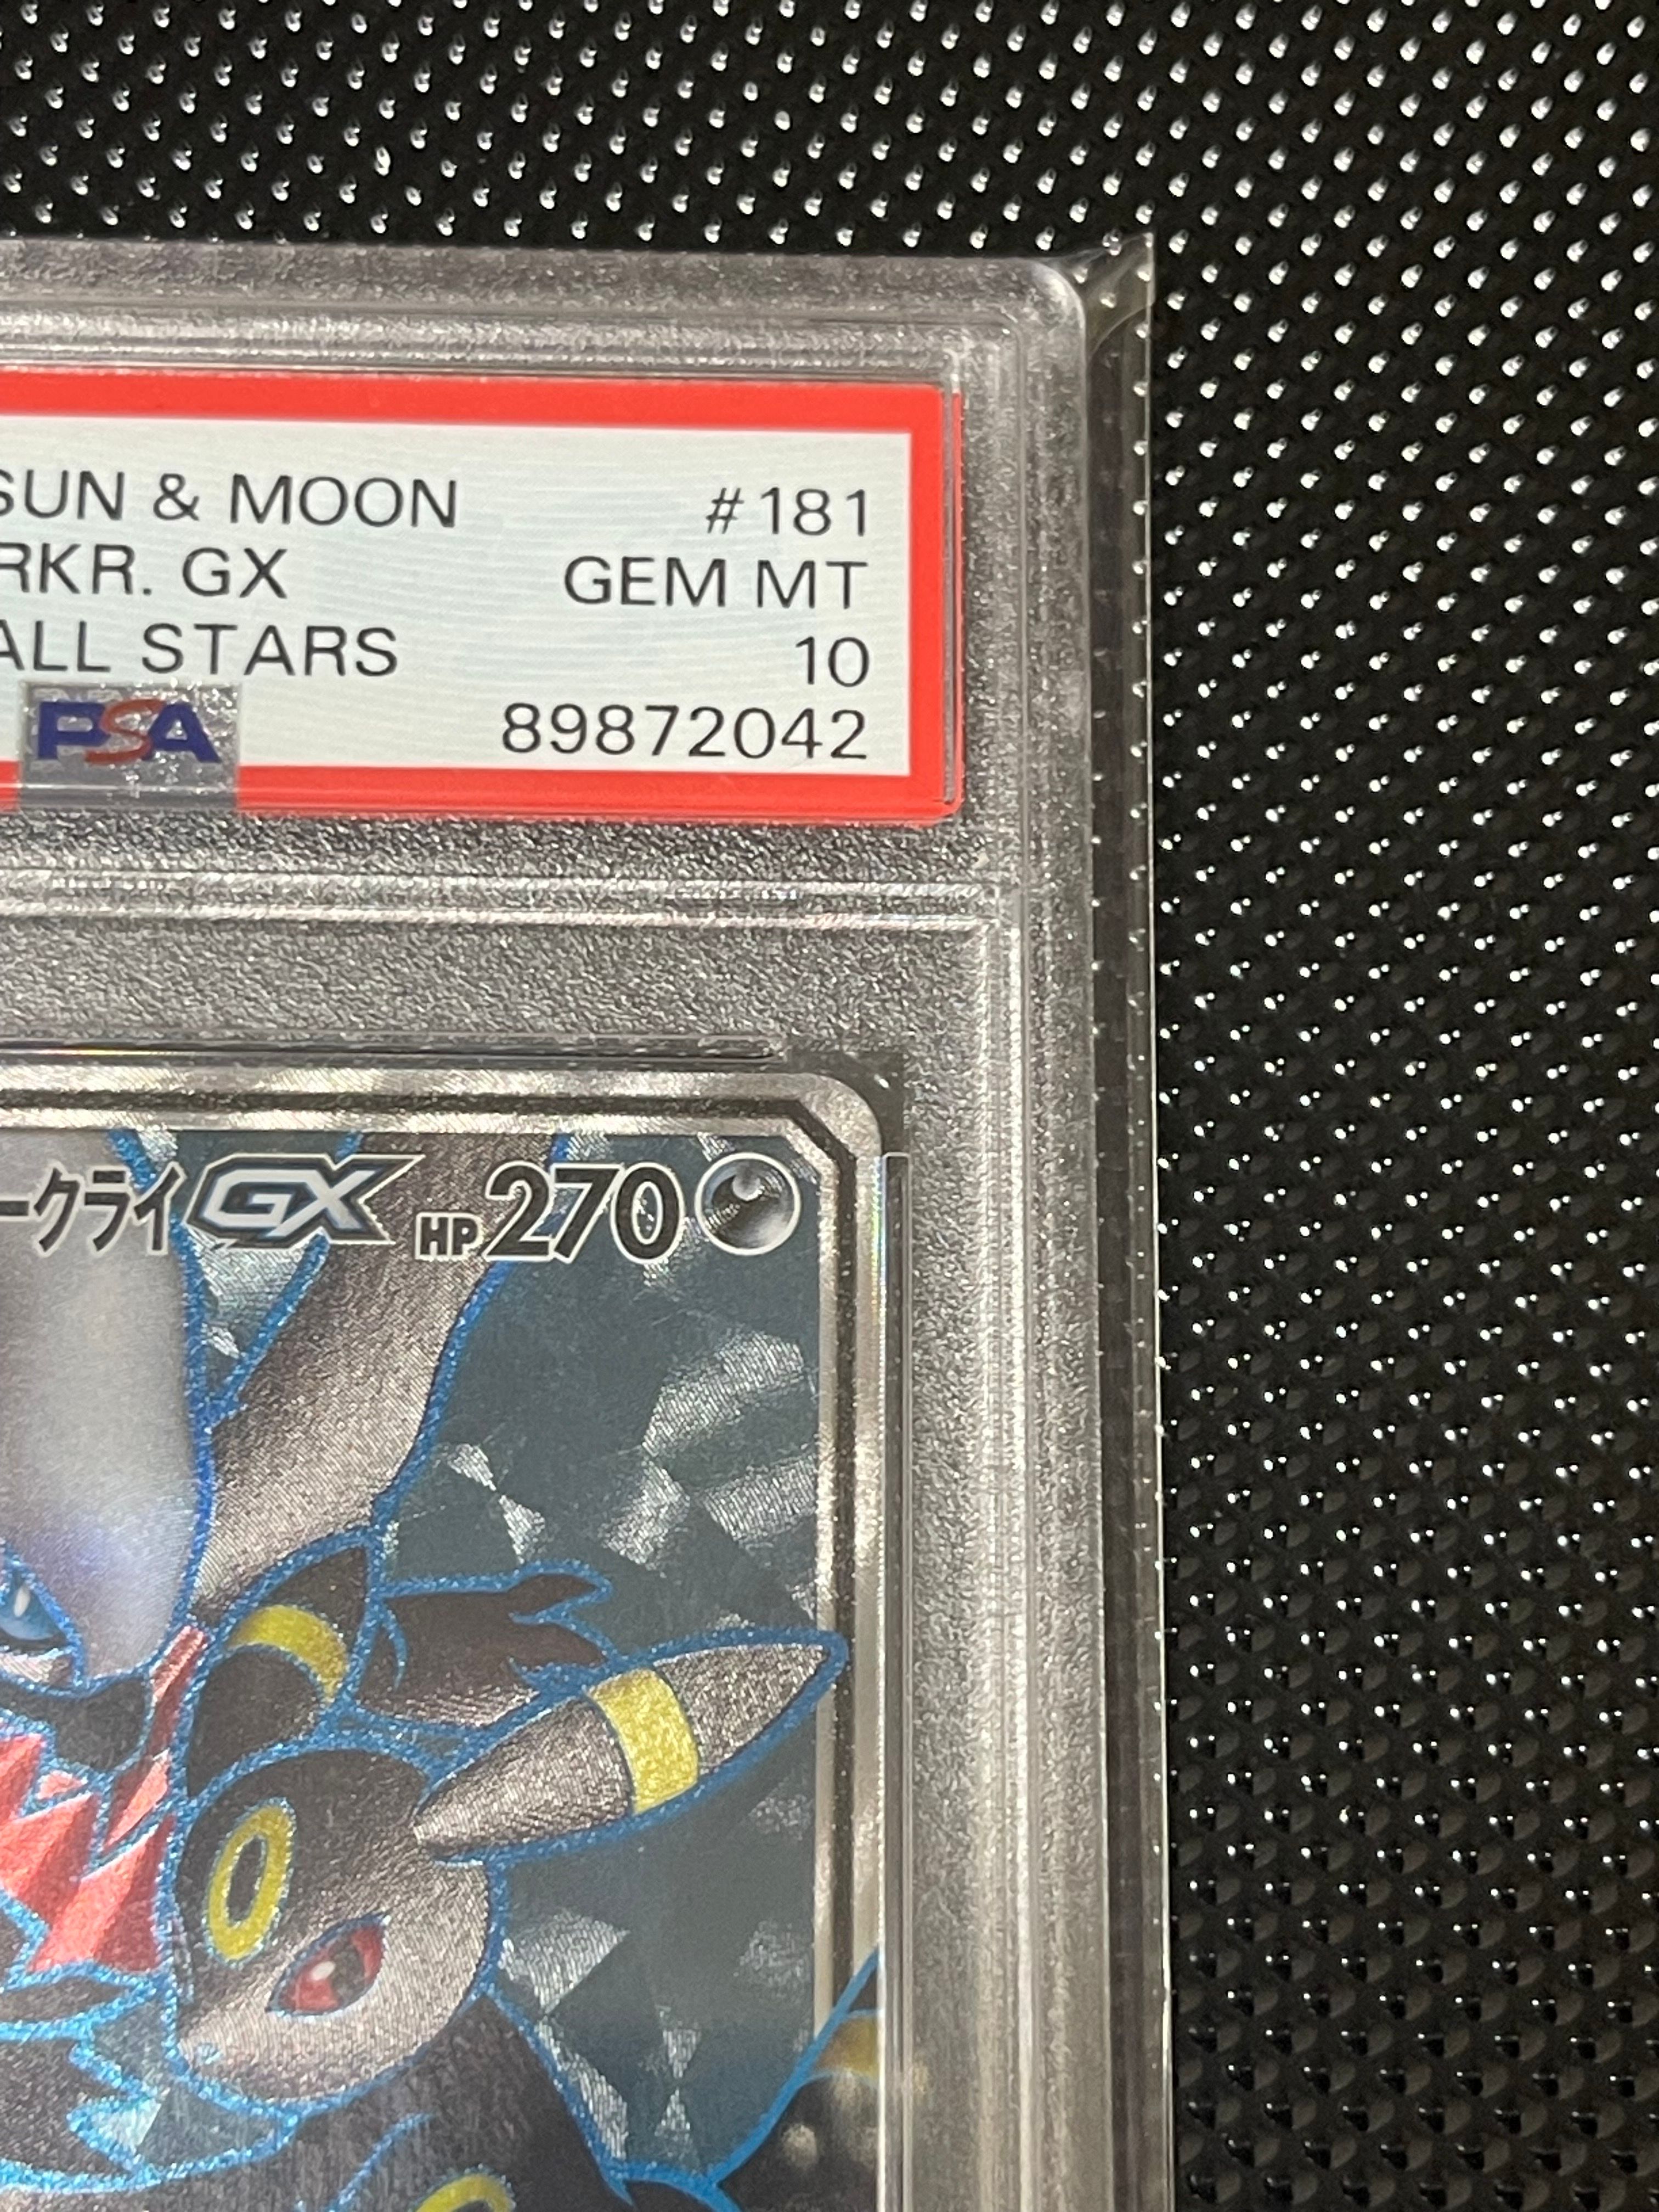 SUN & MOON #181
RKR. GX GEM MT
ALL STARS 10
PSA 89872042
ークライGX HP270